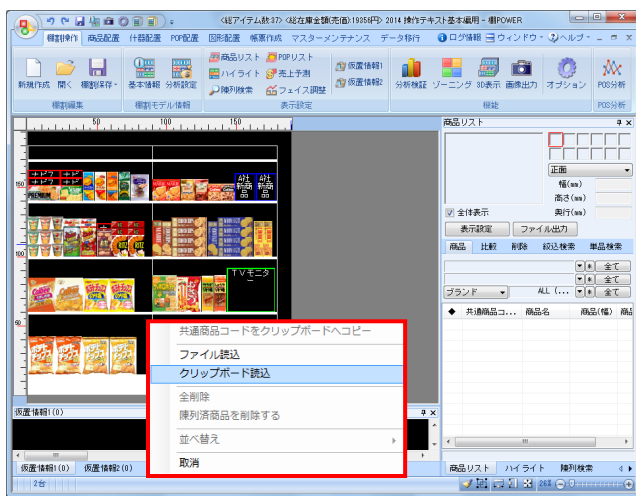 《総アイテム数:37》《総在庫金額(売価):19356円》 2014 操作テキスト基本編用 - 棚POWER
棚割操作 商品配置 什器配置 POP配置 図形配置 帳票作成 マスターメンテナンス データ移行 ログ情報 ウィンドウ ヘルプ
新規作成 開く 棚割保存 基本情報 分析設定
商品リスト POPリスト 仮置情報1
ハイライト 売上予測 仮置情報2
陳列検索 フェイス調整
分析検証 ゾーニング 3D表示 画像出力 オプション POS分析
棚割編集 棚割モデル情報 表示設定 機能 POS分析
50 100 150
150
100
50
PREMIUM
新商品 新商品
RITZ RITZ
TVモニター
Calbee
商品リスト
正面
幅(mm)
高さ(mm)
奥行(mm)
全体表示
表示設定 ファイル出力
商品 比較 削除 絞込検索 単品検索
* 全て
* 全て
ブランド ALL (... * 全て
◆ 共通商品コ... 商品名 商品(幅) 商品
共通商品コードをクリップボードへコピー
ファイル読込
クリップボード読込
全削除
陳列済商品を削除する
並べ替え
取消
仮置情報1(0)
仮置情報1(0) 仮置情報2(0)
商品リスト ハイライト 陳列検索
2台
26%